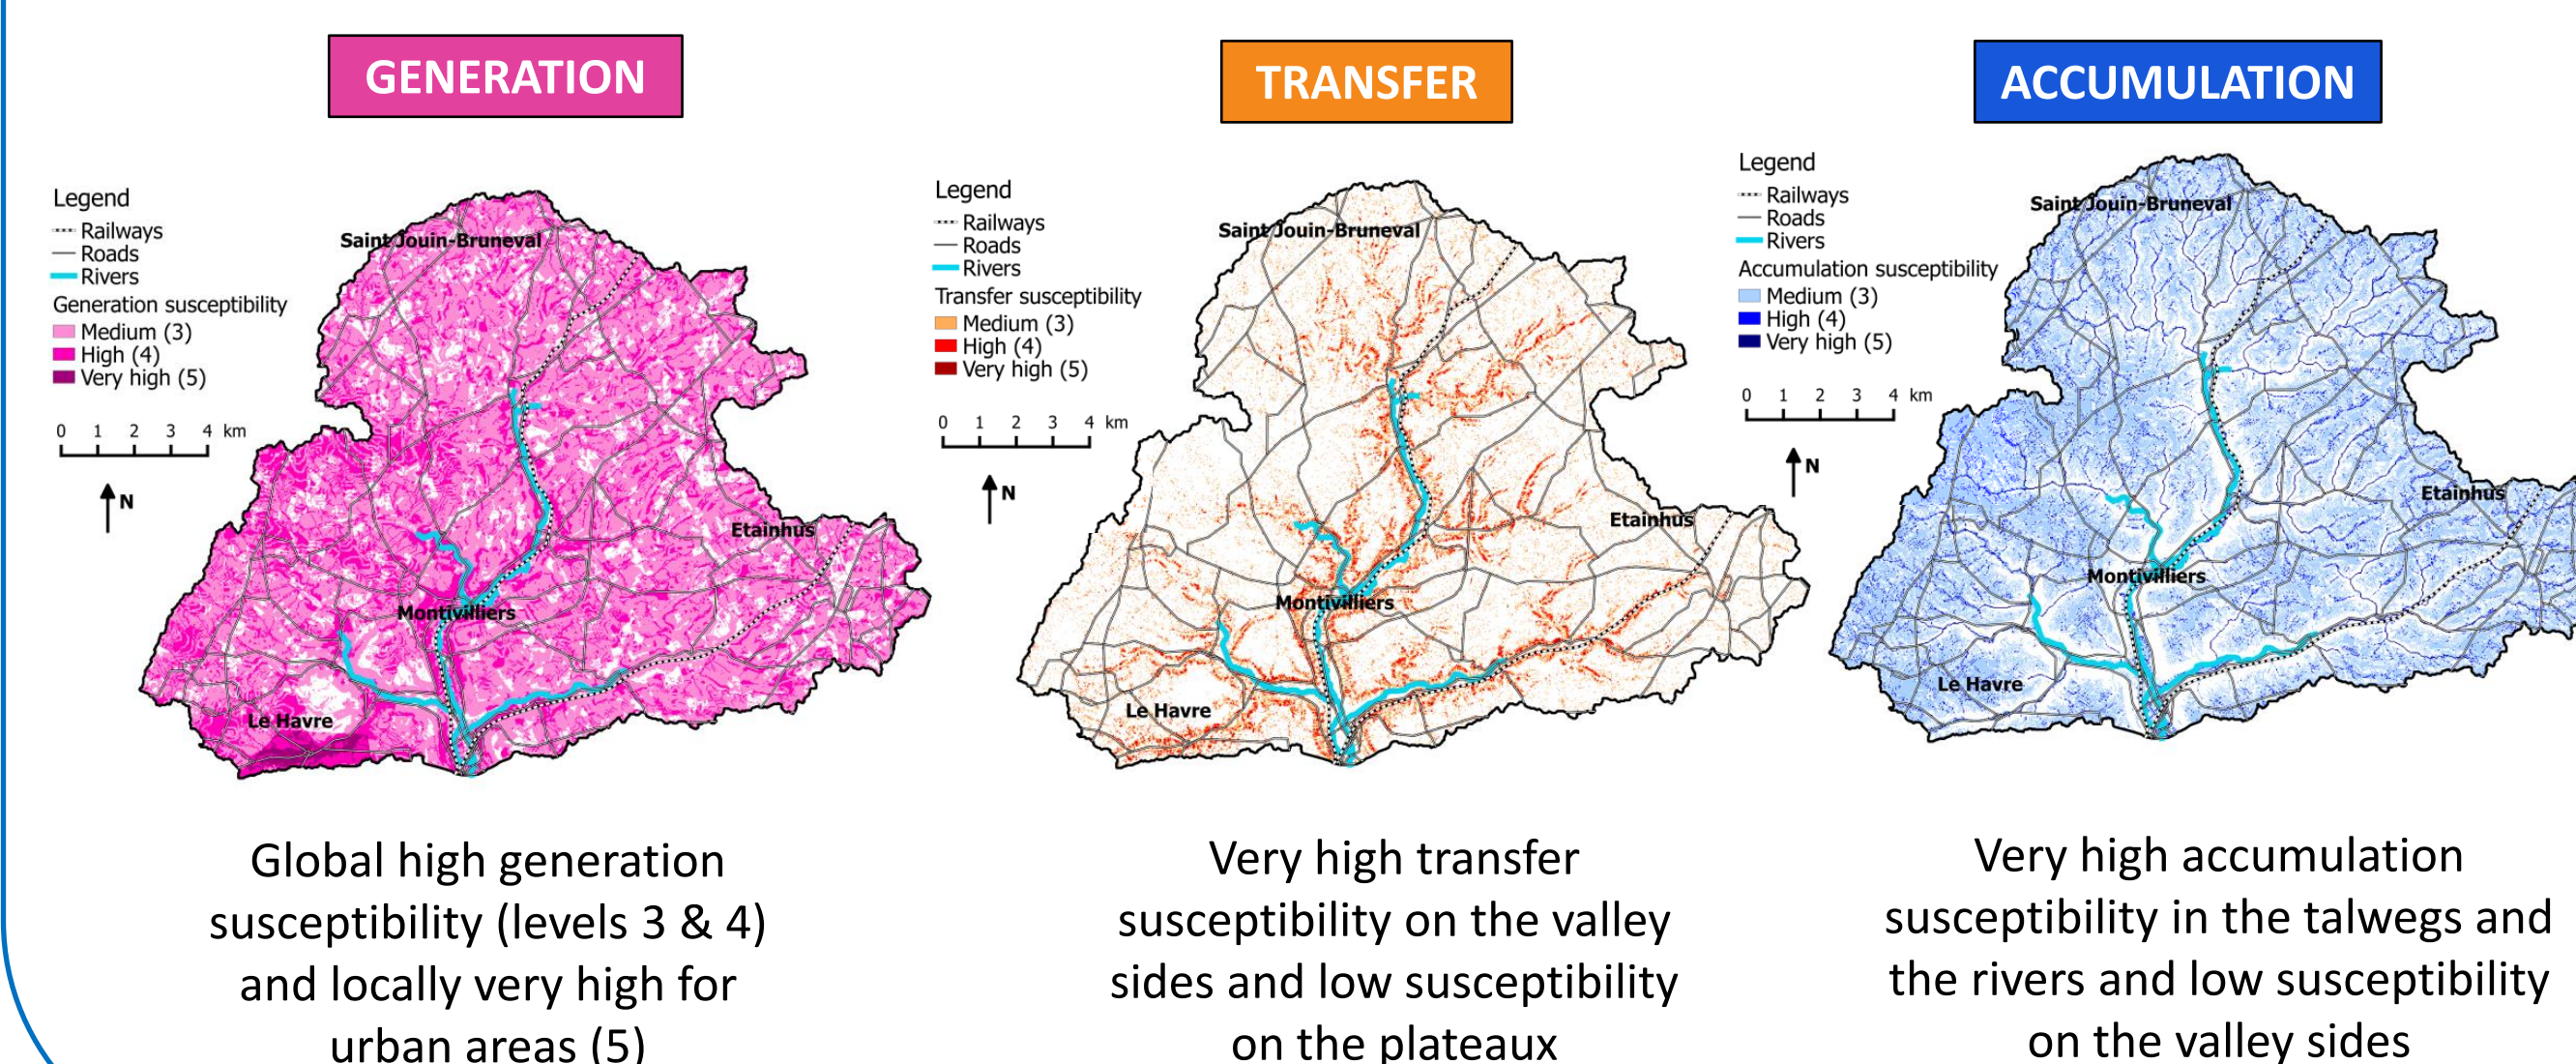 GENERATION
Legend
Railways
Roads
Rivers
Generation susceptibility
Medium (3)
High (4)
Very high (5)
0 1 2 3 4 km
N
Saint Jouin-Bruneval
Etainhus
Montivilliers
Le Havre
Global high generation
susceptibility (levels 3 & 4)
and locally very high for
urban areas (5)
TRANSFER
Legend
Railways
Roads
Rivers
Transfer susceptibility
Medium (3)
High (4)
Very high (5)
0 1 2 3 4 km
N
Saint Jouin-Bruneval
Etainhus
Montivilliers
Le Havre
Very high transfer
susceptibility on the valley
sides and low susceptibility
on the plateaux
ACCUMULATION
Legend
Railways
Roads
Rivers
Accumulation susceptibility
Medium (3)
High (4)
Very high (5)
0 1 2 3 4 km
N
Saint Jouin-Bruneval
Etainhus
Montivilliers
Le Havre
Very high accumulation
susceptibility in the talwegs and
the rivers and low susceptibility
on the valley sides